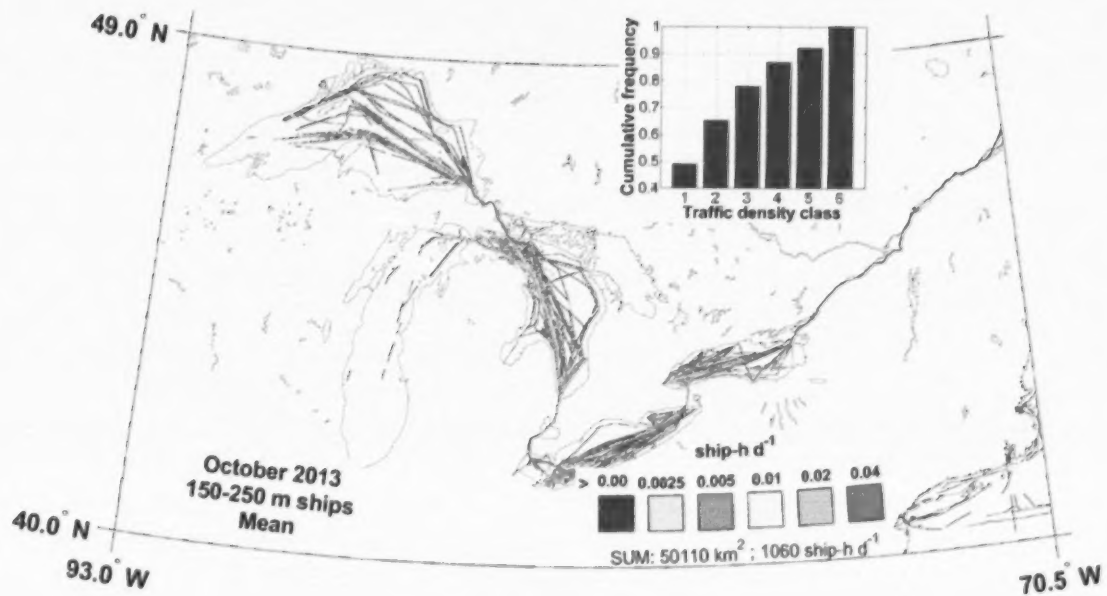 49.0° N
Cumulative frequency
1
0.9
0.8
0.7
0.6
0.5
0.4
1 2 3 4 5 6
Traffic density class
October 2013
150-250 m ships
Mean
ship-h d-1
> 0.00 0.0025 0.005 0.01 0.02 0.04
SUM: 50110 km2 ; 1060 ship-h d-1
40.0° N
93.0° W
70.5° W